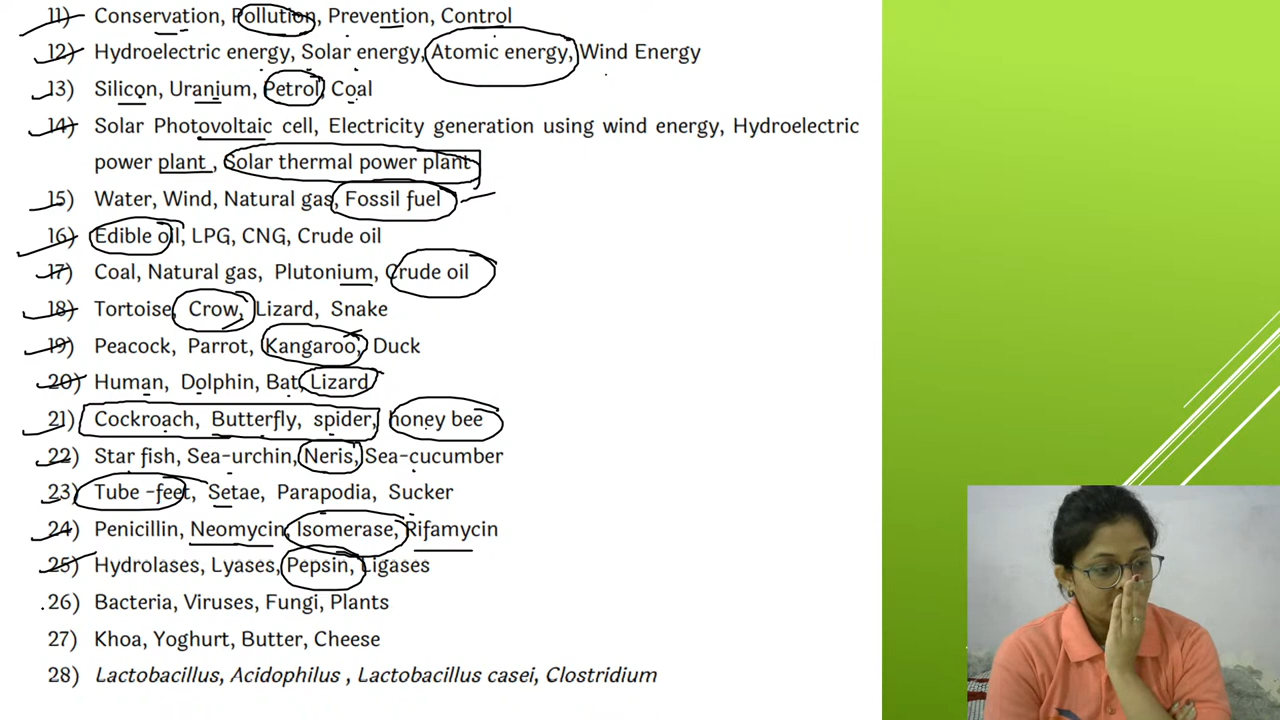 11) Conservation, Pollution, Prevention, Control
12) Hydroelectric energy, Solar energy, Atomic energy, Wind Energy
13) Silicon, Uranium, Petrol, Coal
14) Solar Photovoltaic cell, Electricity generation using wind energy, Hydroelectric
power plant , Solar thermal power plant
15) Water, Wind, Natural gas, Fossil fuel
16) Edible oil, LPG, CNG, Crude oil
17) Coal, Natural gas, Plutonium, Crude oil
18) Tortoise, Crow, Lizard, Snake
19) Peacock, Parrot, Kangaroo, Duck
20) Human, Dolphin, Bat, Lizard
21) Cockroach, Butterfly, spider, honey bee
22) Star fish, Sea-urchin, Neris, Sea-cucumber
23) Tube -feet, Setae, Parapodia, Sucker
24) Penicillin, Neomycin, Isomerase, Rifamycin
25) Hydrolases, Lyases, Pepsin, Ligases
26) Bacteria, Viruses, Fungi, Plants
27) Khoa, Yoghurt, Butter, Cheese
28) Lactobacillus, Acidophilus , Lactobacillus casei, Clostridium